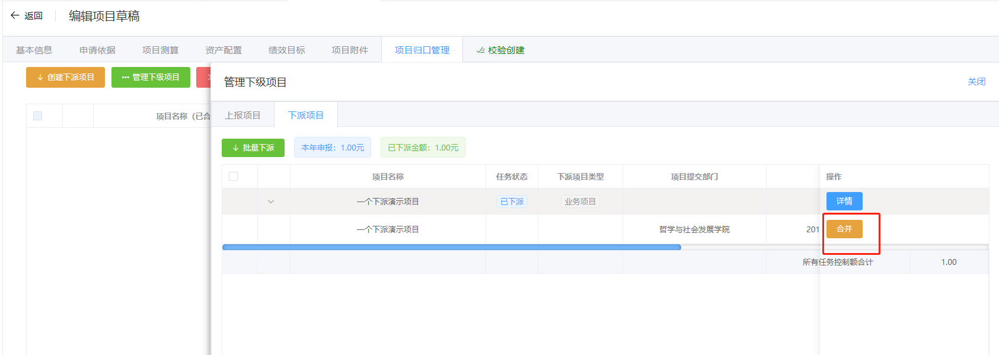 返回 编辑项目草稿
基本信息 申请依据 项目测算 资产配置 绩效目标 项目附件 项目归口管理 校验创建
创建下派项目 管理下级项目
项目名称（已合
管理下级项目 关闭
上报项目 下派项目
批量下派 本年申报：1.00元 已下派金额：1.00元
项目名称 任务状态 下派项目类型 项目提交部门 操作
一个下派演示项目 已下派 业务项目 详情
一个下派演示项目 哲学与社会发展学院 201 合并
所有任务控制额合计 1.00